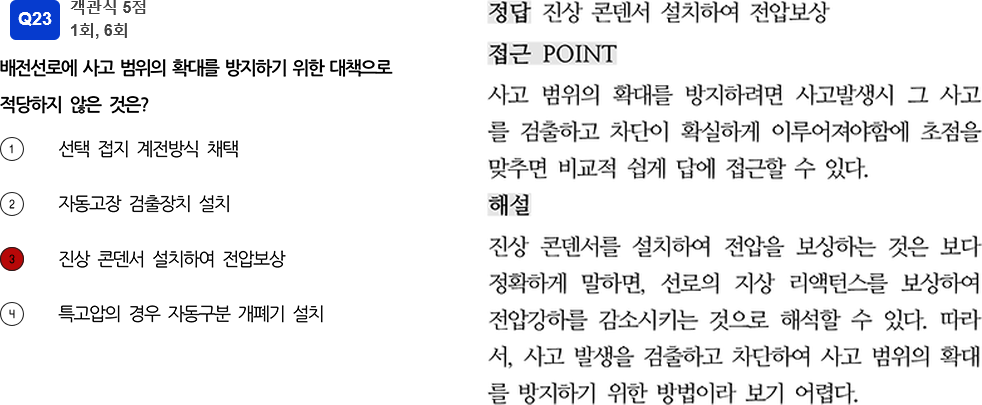 Q23
객관식 5점
1회, 6회
배전선로에 사고 범위의 확대를 방지하기 위한 대책으로
적당하지 않은 것은?
1 선택 접지 계전방식 채택
2 자동고장 검출장치 설치
3 진상 콘덴서 설치하여 전압보상
4 특고압의 경우 자동구분 개폐기 설치
정답 진상 콘덴서 설치하여 전압보상
접근 POINT
사고 범위의 확대를 방지하려면 사고발생시 그 사고
를 검출하고 차단이 확실하게 이루어져야함에 초점을
맞추면 비교적 쉽게 답에 접근할 수 있다.
해설
진상 콘덴서를 설치하여 전압을 보상하는 것은 보다
정확하게 말하면, 선로의 지상 리액턴스를 보상하여
전압강하를 감소시키는 것으로 해석할 수 있다. 따라
서, 사고 발생을 검출하고 차단하여 사고 범위의 확대
를 방지하기 위한 방법이라 보기 어렵다.